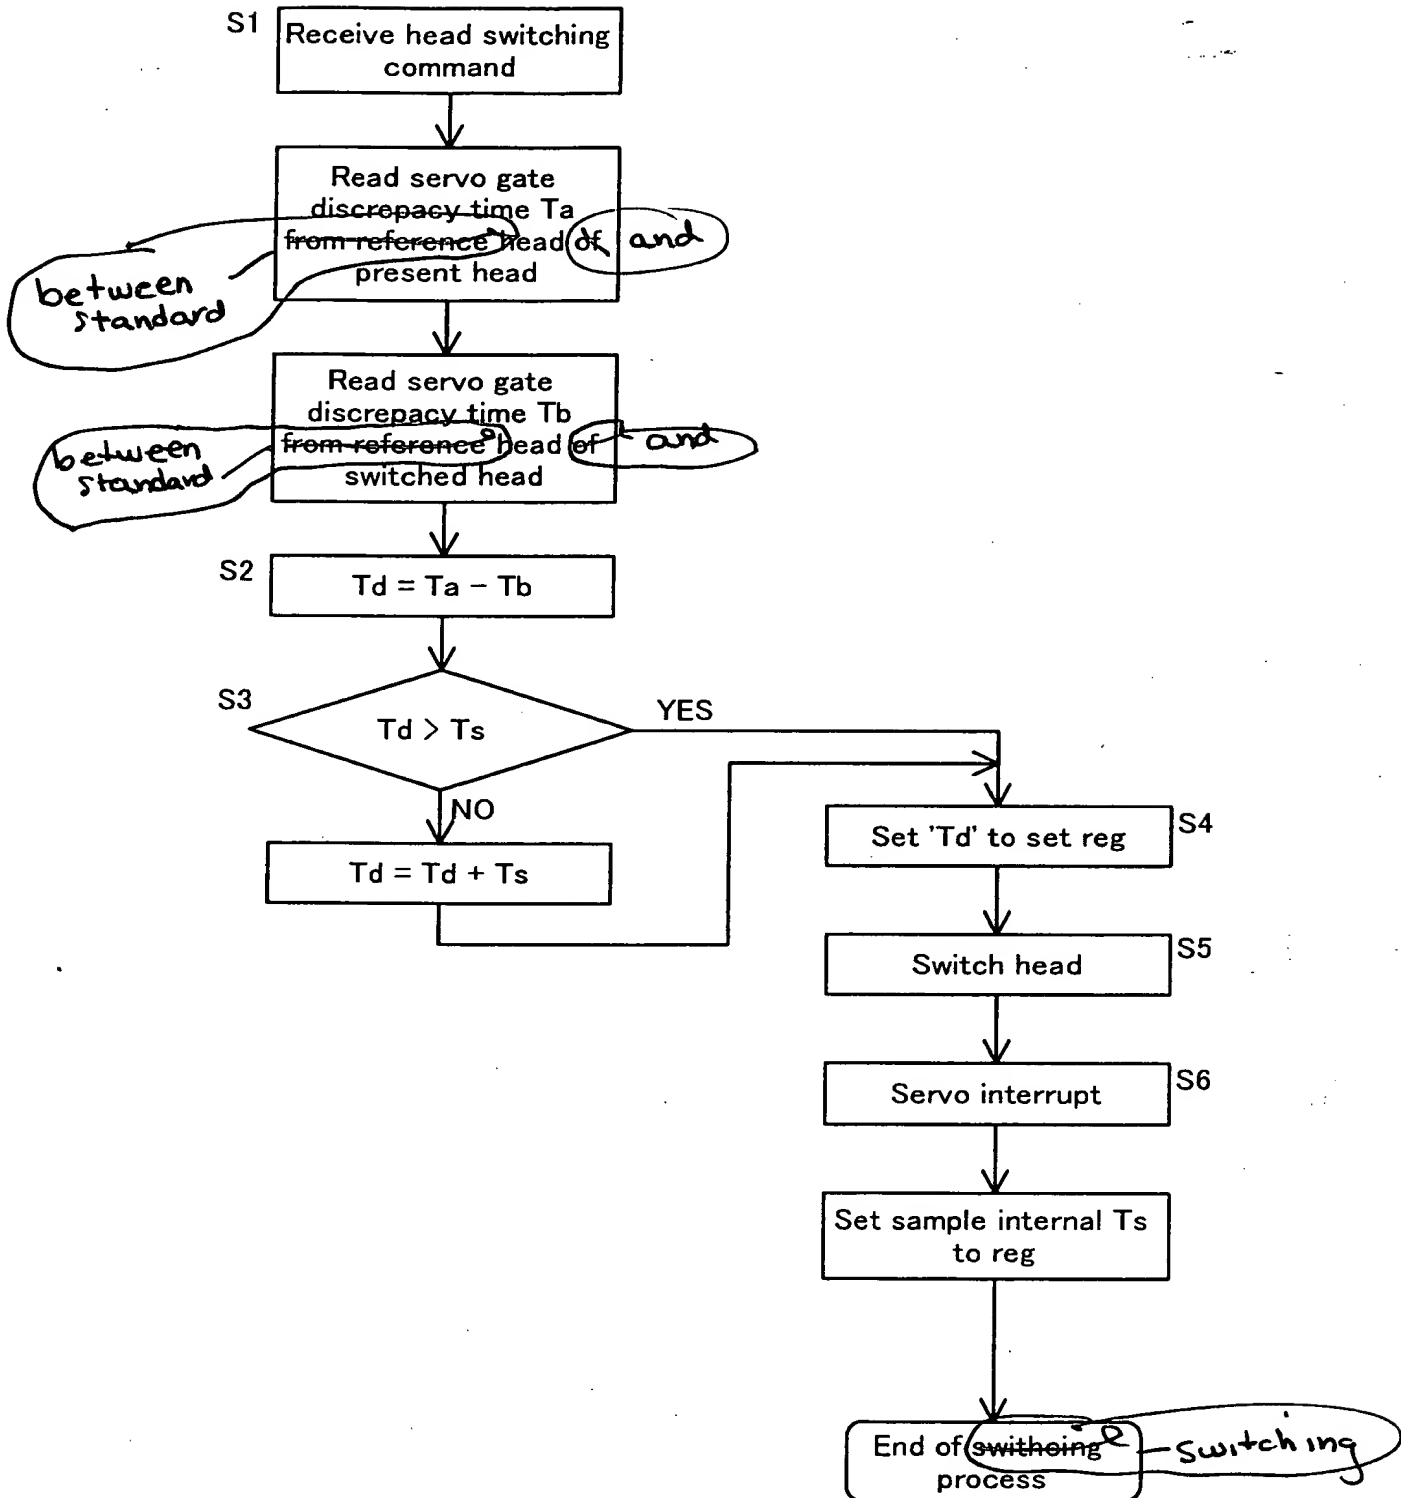 S1
Receive head switching
command
Read servo gate
discrepacy time Ta
from reference head of and
present head
between
standard
Read servo gate
discrepacy time Tb
from reference head of and
switched head
between
standard
S2
Td = Ta - Tb
S3
Td > Ts
YES
NO
Td = Td + Ts
Set 'Td' to set reg
S4
Switch head
S5
Servo interrupt
S6
Set sample internal Ts
to reg
End of swithcing switching
process